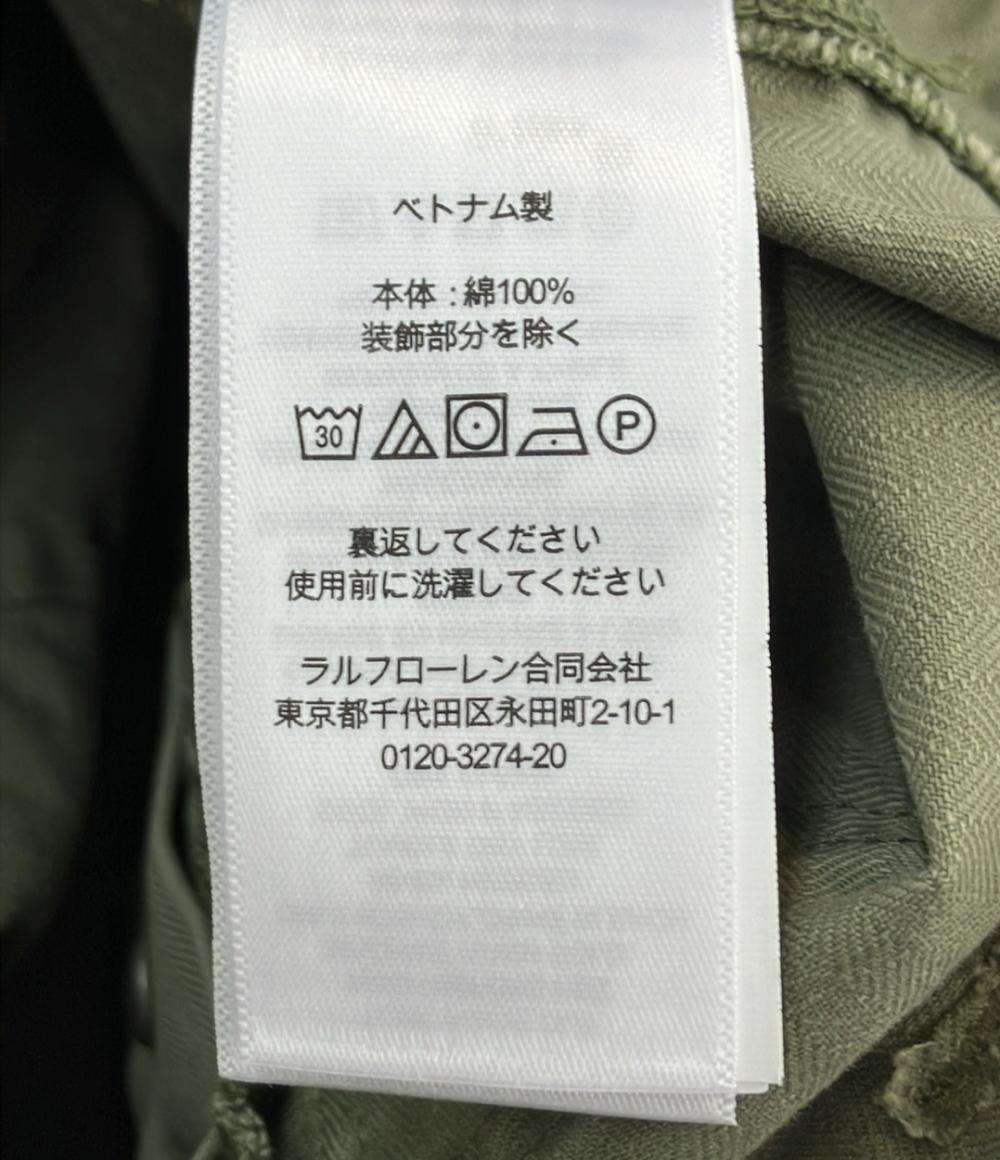 ベトナム製
本体 : 綿100%
装飾部分を除く
30
P
裏返してください
使用前に洗濯してください
ラルフローレン合同会社
東京都千代田区永田町2-10-1
0120-3274-20